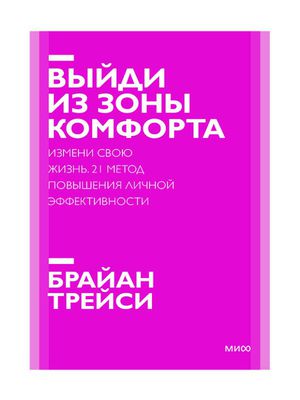 ВЫЙДИ
ИЗ ЗОНЫ
КОМФОРТА
ИЗМЕНИ СВОЮ
ЖИЗНЬ. 21 МЕТОД
ПОВЫШЕНИЯ ЛИЧНОЙ
ЭФФЕКТИВНОСТИ
БРАЙАН
ТРЕЙСИ
МИФ